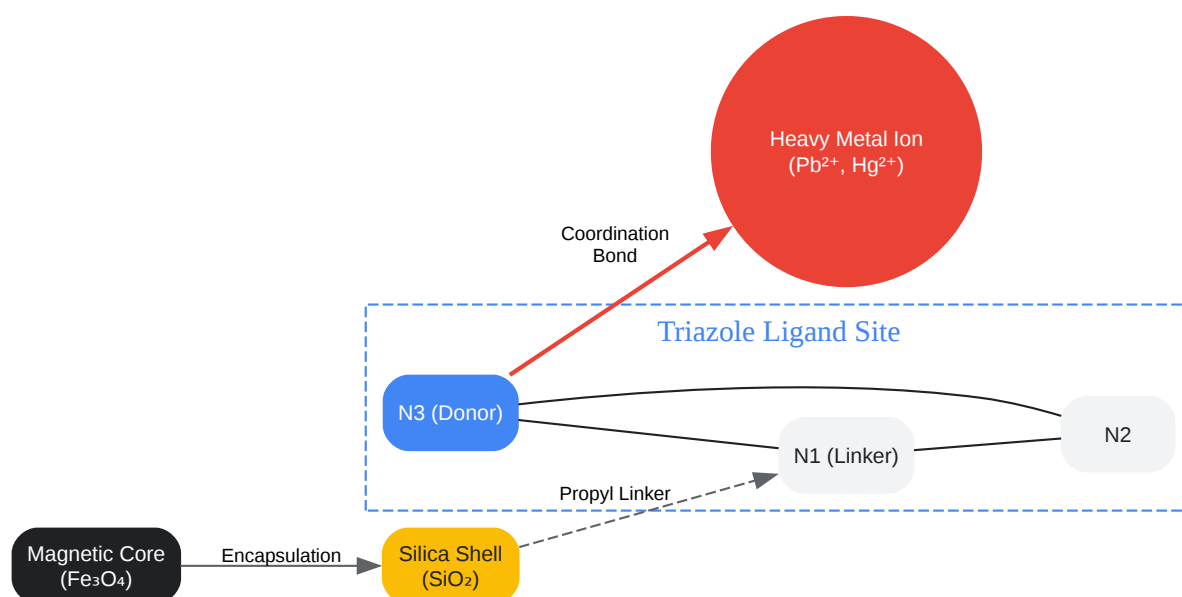 Heavy Metal Ion
(Pb²⁺, Hg²⁺)
Coordination
Bond
Triazole Ligand Site
N3 (Donor)
N1 (Linker)
N2
Propyl Linker
Magnetic Core
(Fe₃O₄)
Encapsulation
Silica Shell
(SiO₂)